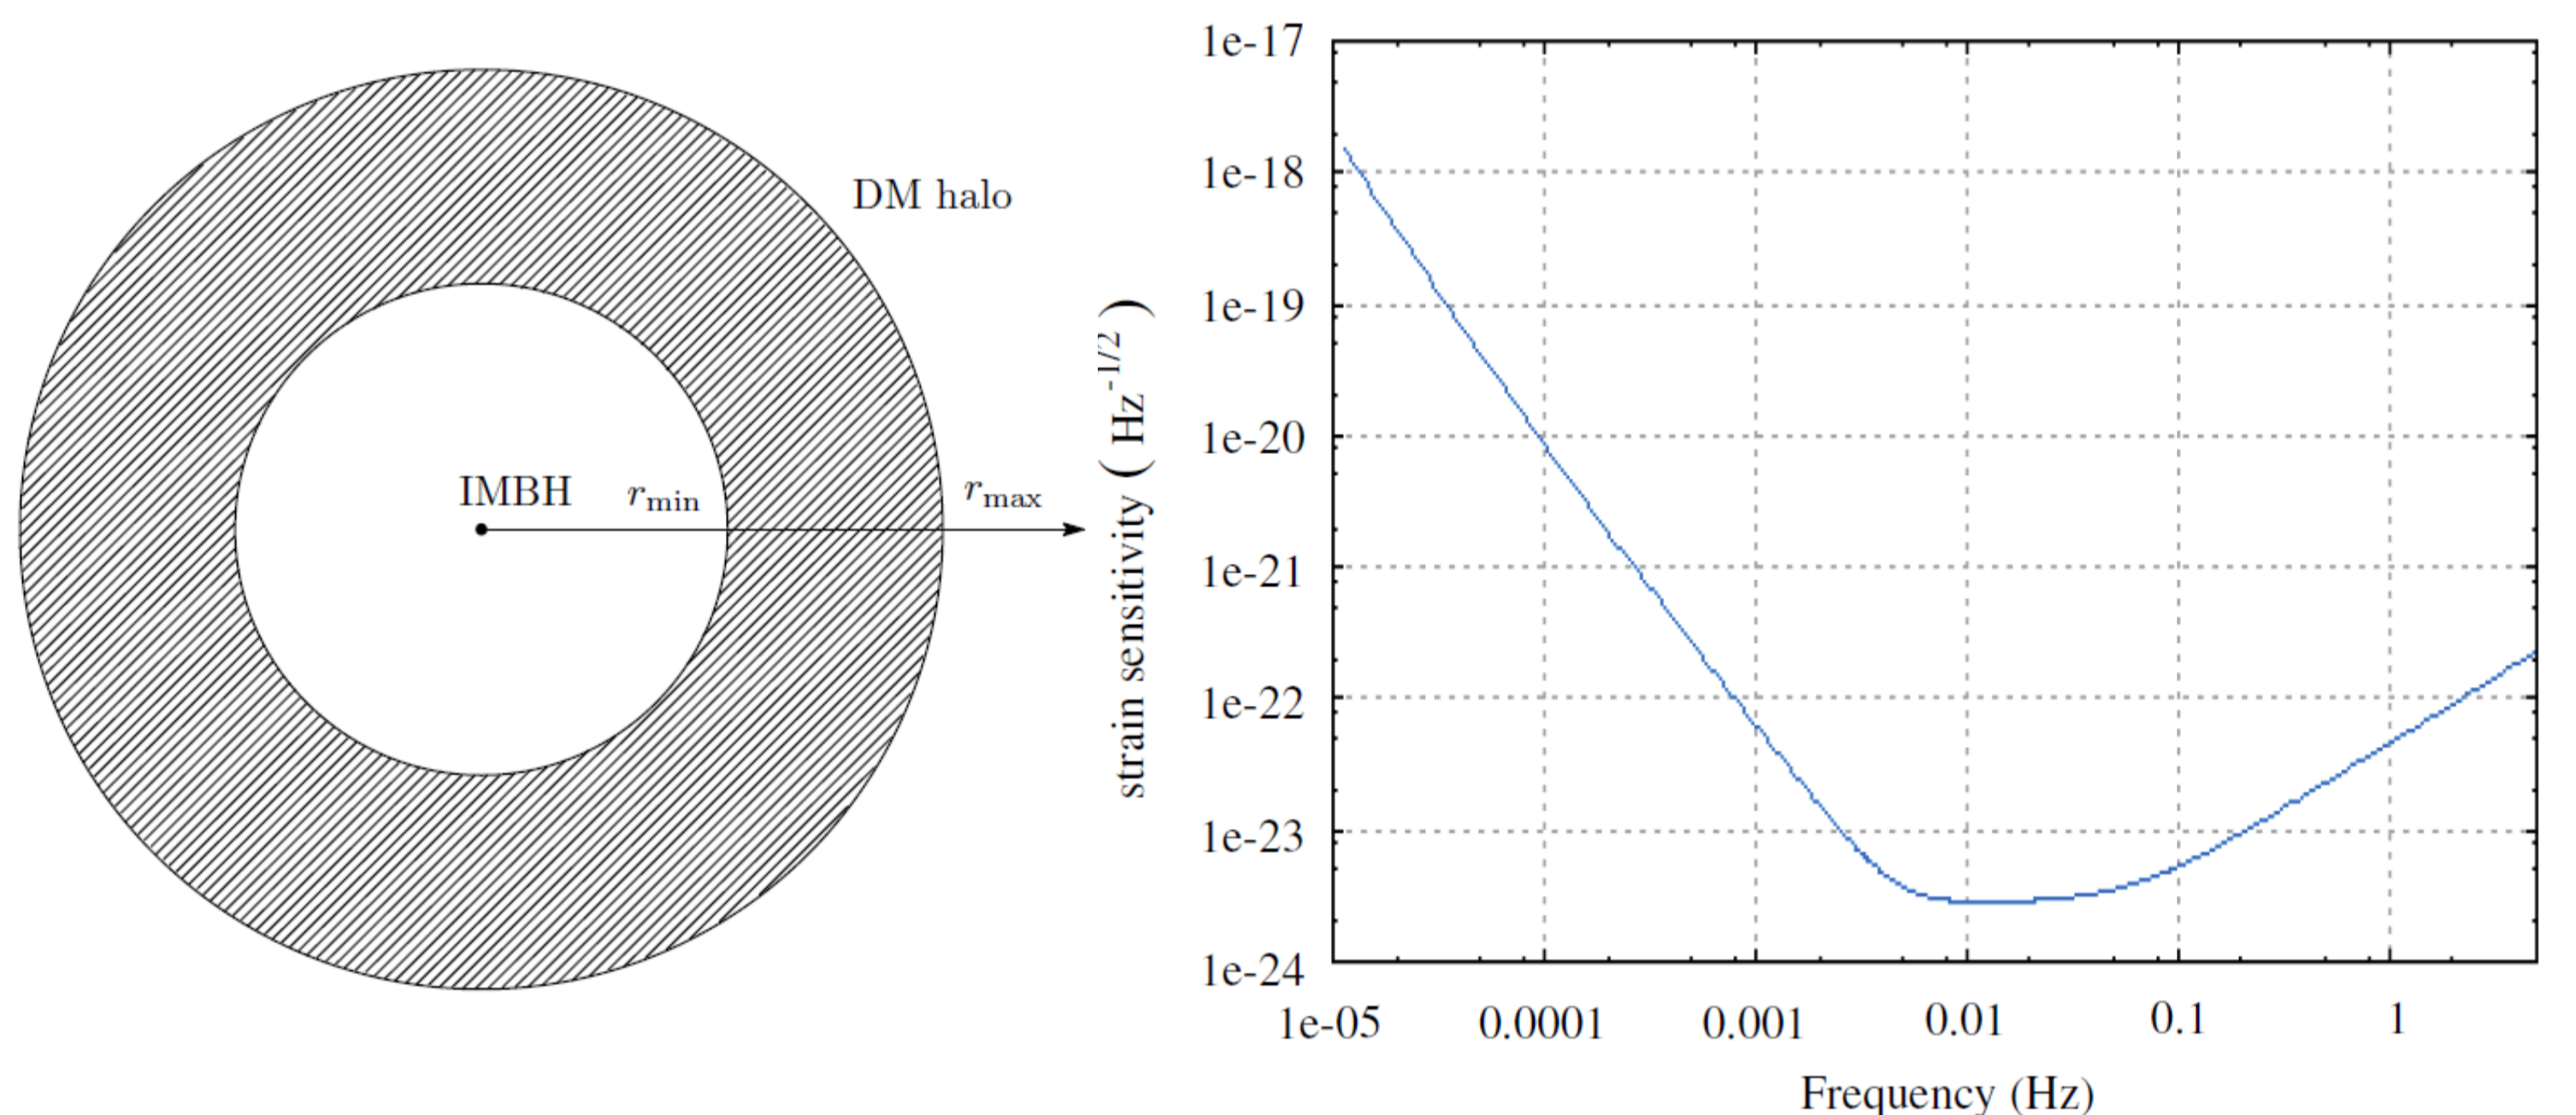 DM halo
IMBH
r_min
r_max
strain sensitivity ( Hz^-1/2 )
1e-17
1e-18
1e-19
1e-20
1e-21
1e-22
1e-23
1e-24
1e-05 0.0001 0.001 0.01 0.1 1
Frequency (Hz)